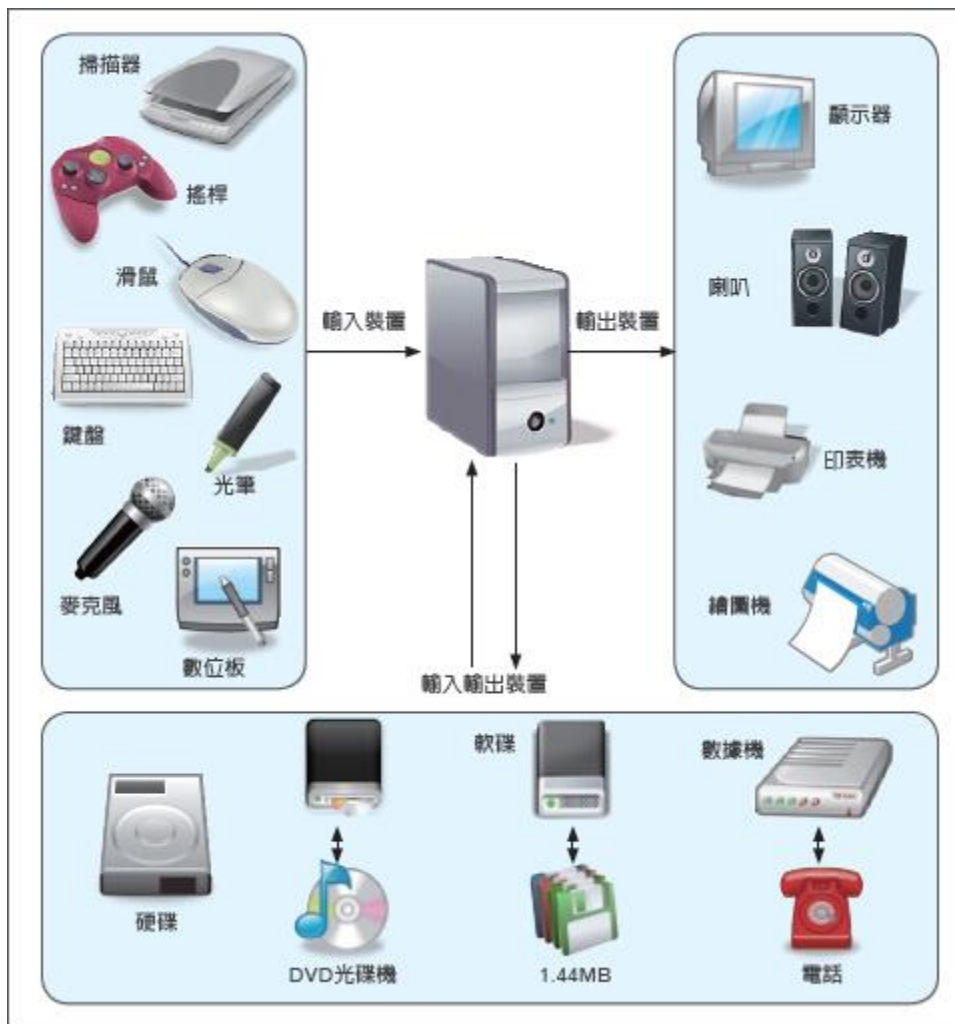 掃描器
搖桿
滑鼠
鍵盤
光筆
麥克風
數位板
輸入裝置
輸出裝置
顯示器
喇叭
印表機
繪圖機
輸入輸出裝置
硬碟
DVD光碟機
軟碟
1.44MB
數據機
電話